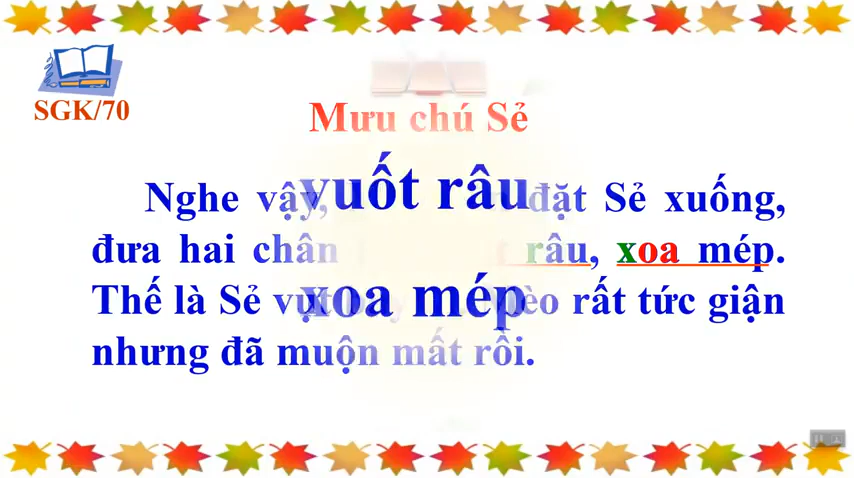 SGK/70
Mưu chú Sẻ
Nghe vậy, đặt Sẻ xuống,
vuốt râu
đưa hai chân râu, xoa mép.
Thế là Sẻ vụt rất tức giận
xoa mép
nhưng đã muộn mất rồi.